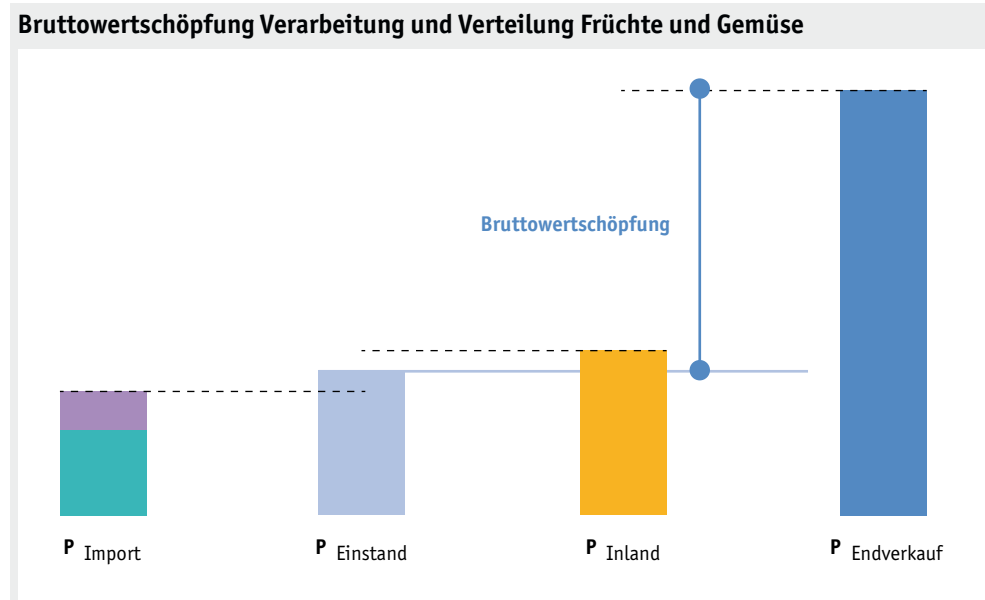 Bruttowertschöpfung Verarbeitung und Verteilung Früchte und Gemüse
Bruttowertschöpfung
P Import
P Einstand
P Inland
P Endverkauf